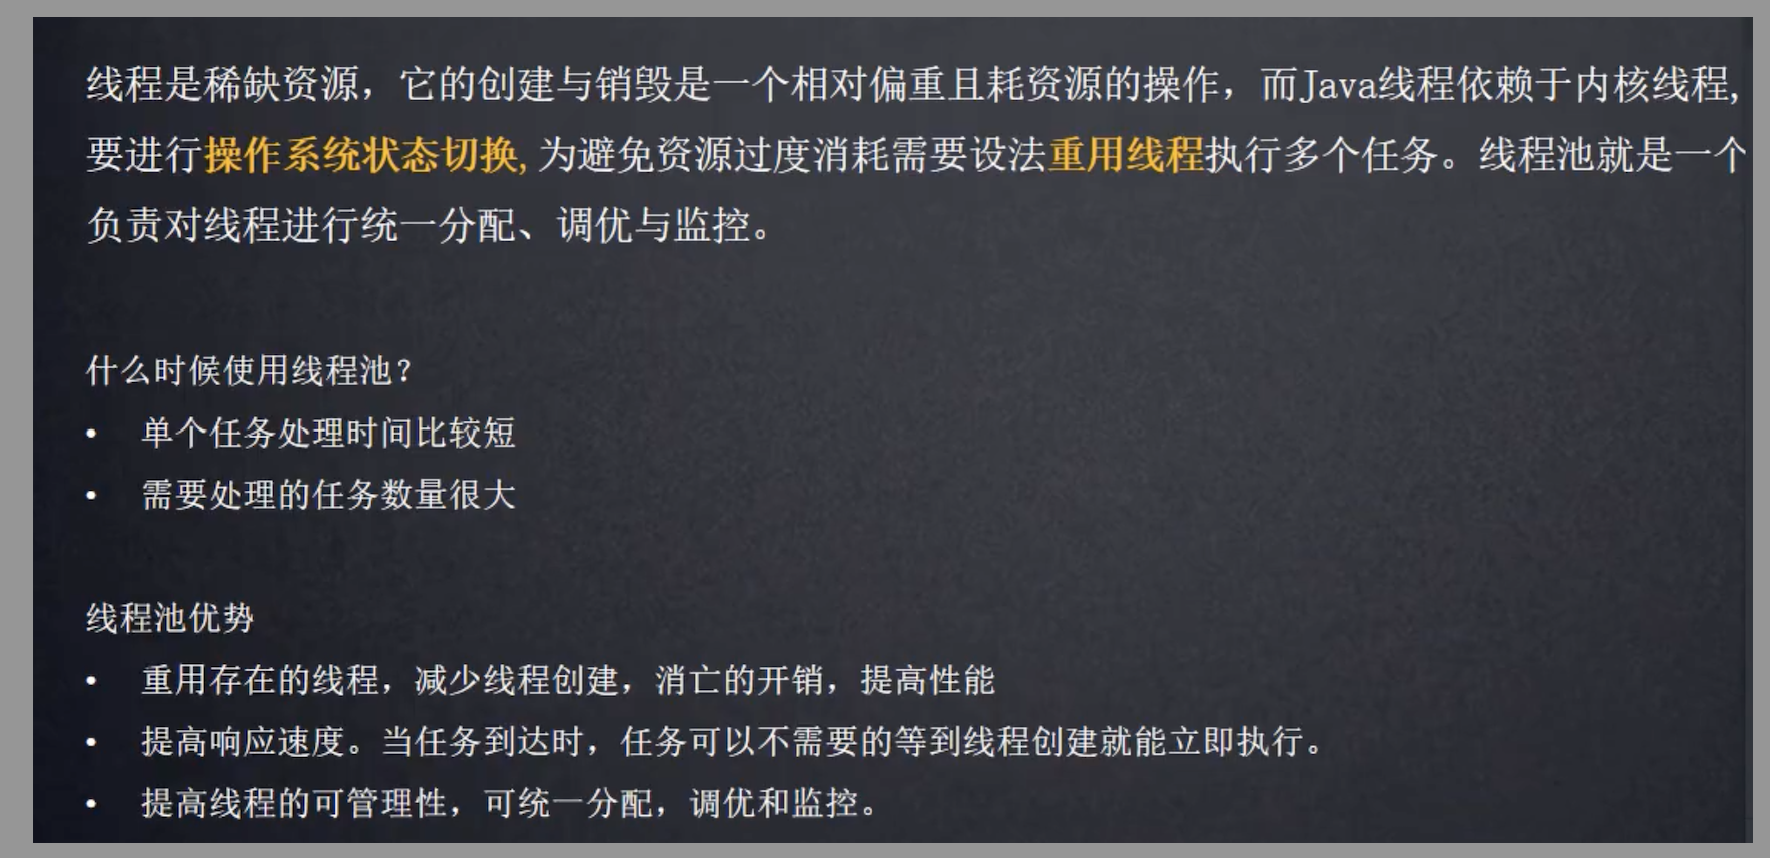 线程是稀缺资源，它的创建与销毁是一个相对偏重且耗资源的操作，而Java线程依赖于内核线程,
要进行操作系统状态切换,为避免资源过度消耗需要设法重用线程执行多个任务。线程池就是一个
负责对线程进行统一分配、调优与监控。
什么时候使用线程池?
• 单个任务处理时间比较短
• 需要处理的任务数量很大
线程池优势
• 重用存在的线程，减少线程创建，消亡的开销，提高性能
• 提高响应速度。当任务到达时，任务可以不需要的等到线程创建就能立即执行。
• 提高线程的可管理性，可统一分配，调优和监控。